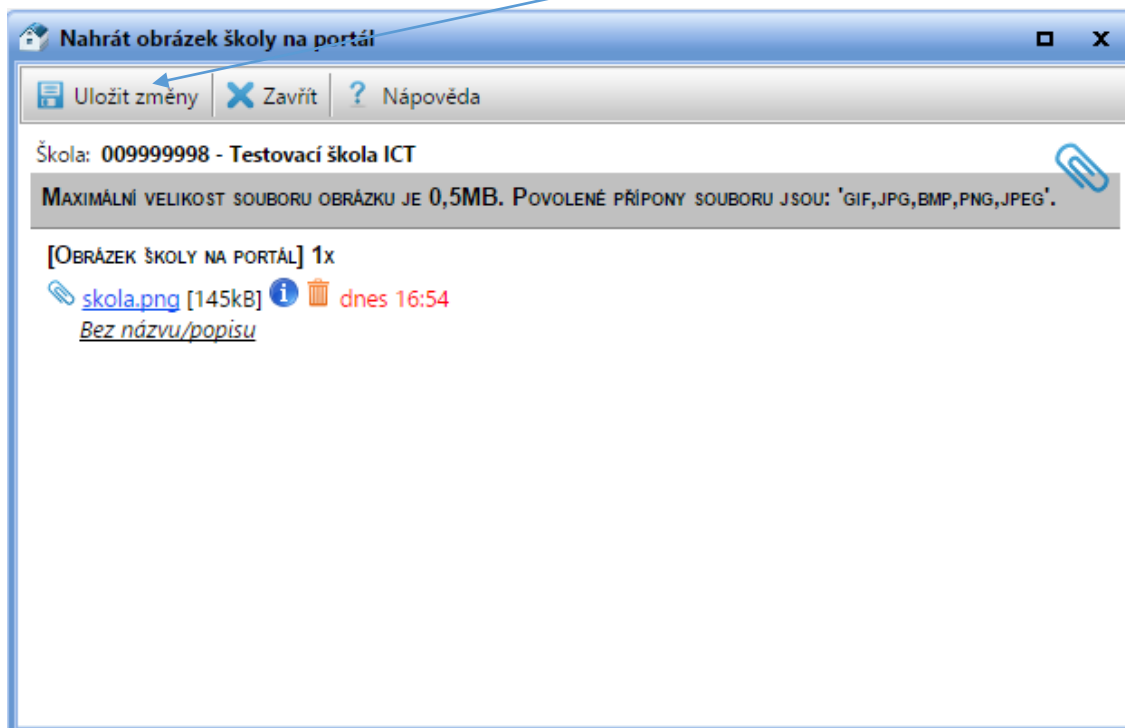 Nahrát obrázek školy na portál
Uložit změny Zavřít ? Nápověda
Škola: 009999998 - Testovací škola ICT
MAXIMÁLNÍ VELIKOST SOUBORU OBRÁZKU JE 0,5MB. POVOLENÉ PŘÍPONY SOUBORU JSOU: 'GIF,JPG,BMP,PNG,JPEG'.
[OBRÁZEK ŠKOLY NA PORTÁL] 1X
skola.png [145kB] i dnes 16:54
Bez názvu/popisu